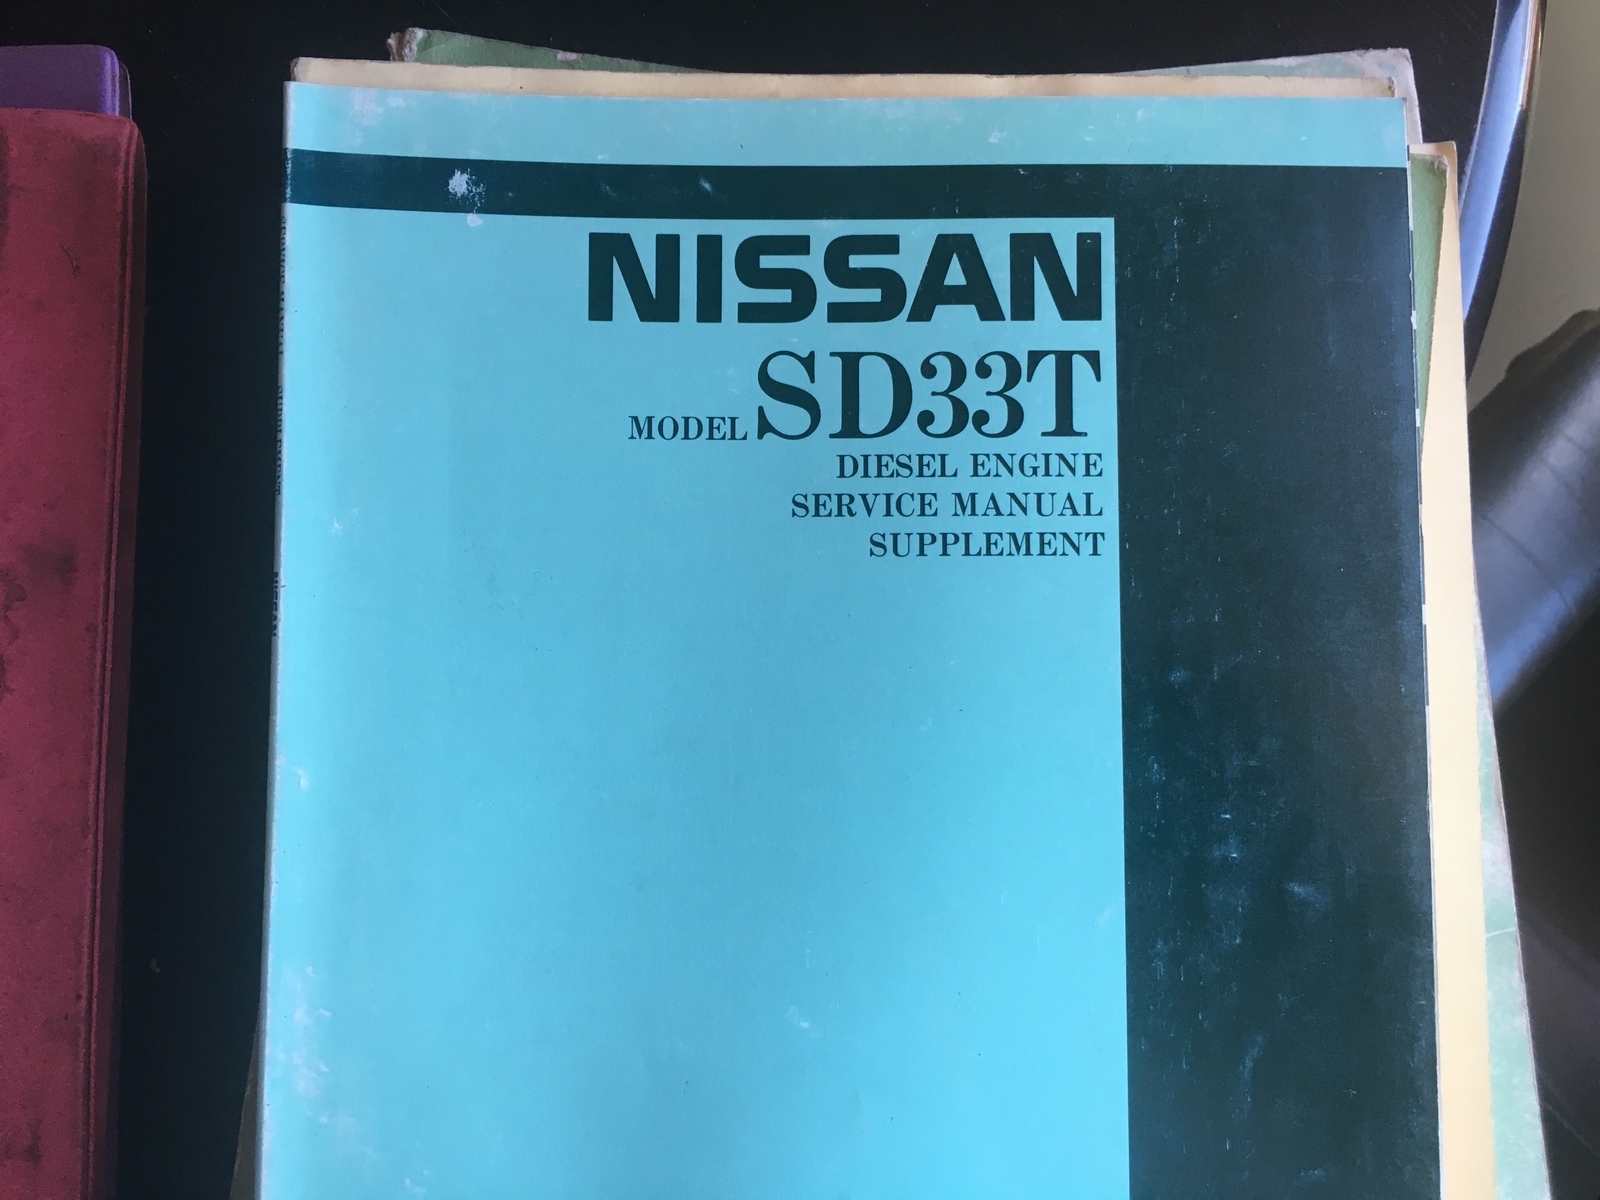 NISSAN
MODEL SD33T
DIESEL ENGINE
SERVICE MANUAL
SUPPLEMENT